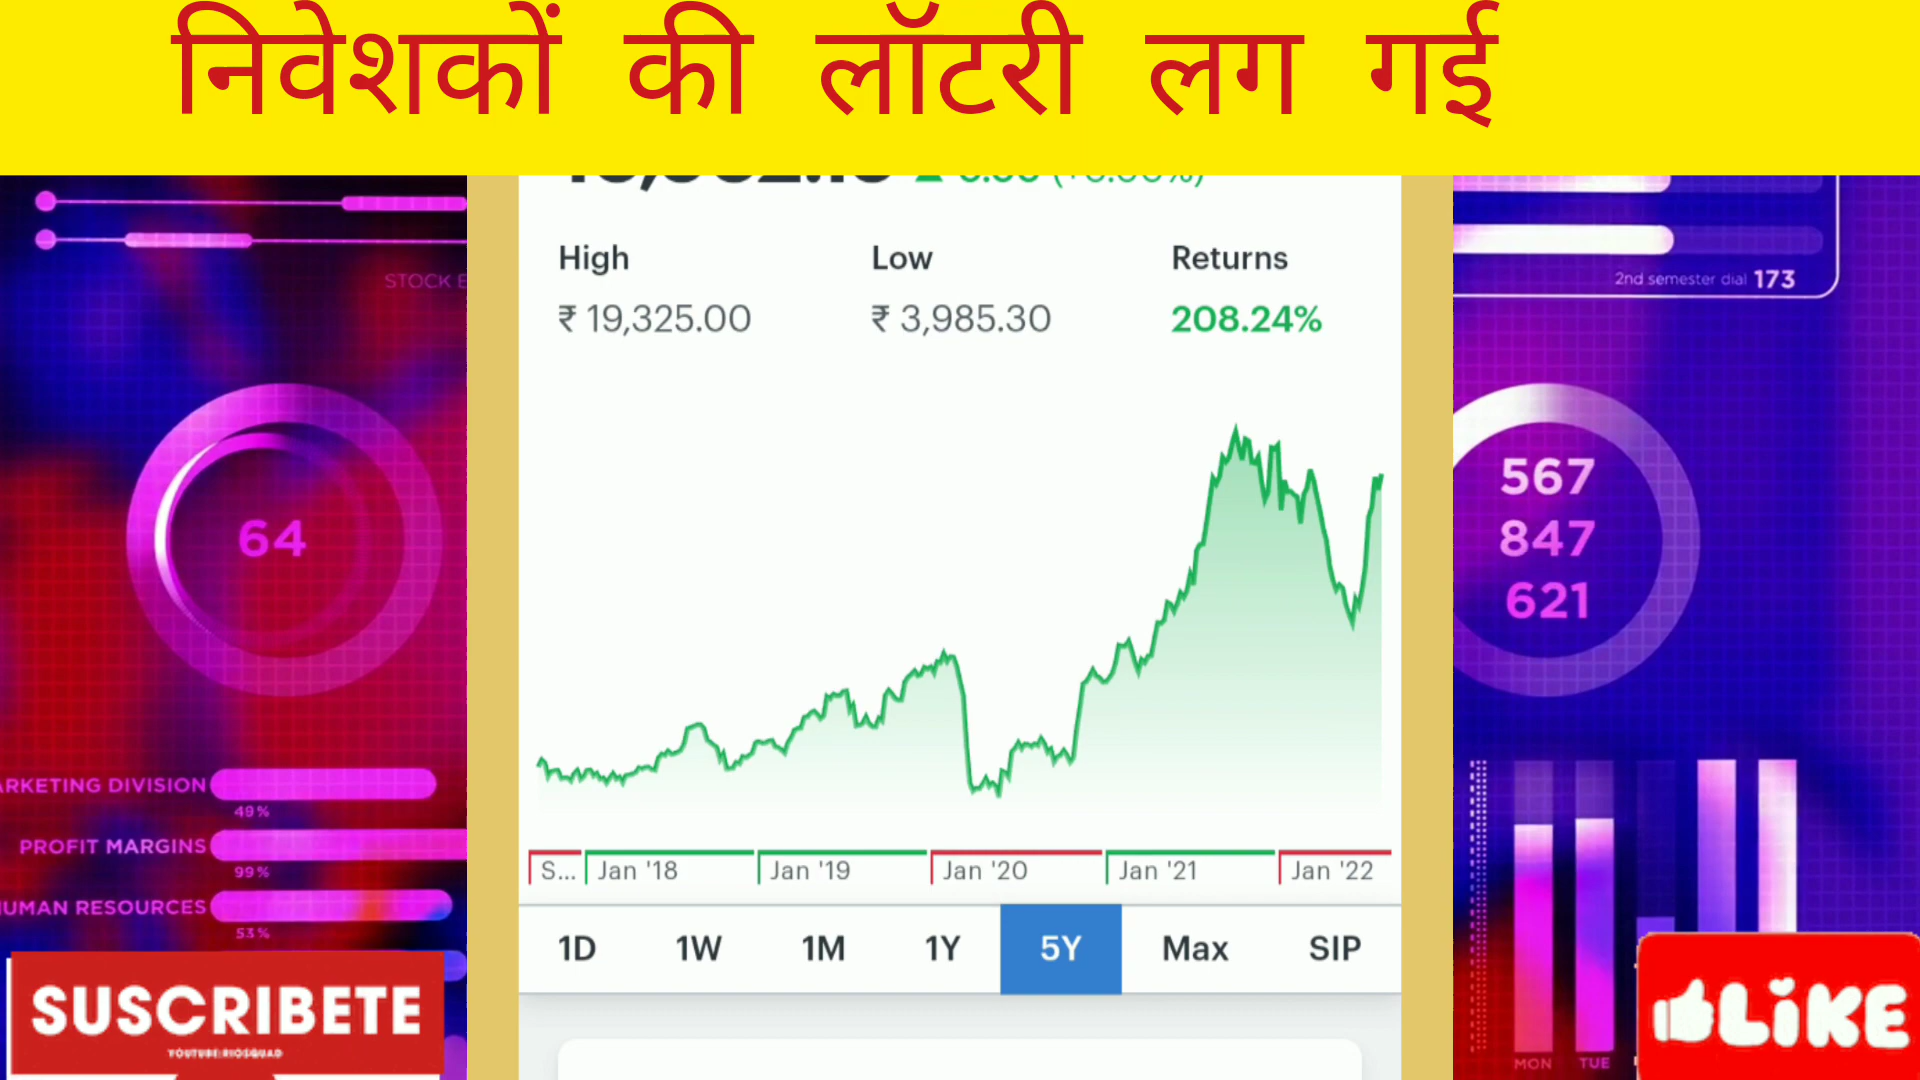 निवेशकों की लॉटरी लग गई
High Low Returns
₹ 19,325.00 ₹ 3,985.30 208.24%
S... Jan '18 Jan '19 Jan '20 Jan '21 Jan '22
1D 1W 1M 1Y 5Y Max SIP
STOCK E
64
ARKETING DIVISION
49%
PROFIT MARGINS
99%
UMAN RESOURCES
53%
SUSCRIBETE
2nd semester dial 173
567
847
621
MON TUE
LiKE